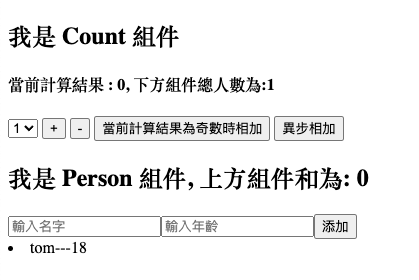 我是 Count 組件
當前計算結果 : 0, 下方組件總人數為:1
1 + - 當前計算結果為奇數時相加 異步相加
我是 Person 組件, 上方組件和為: 0
輸入名字 輸入年齡 添加
• tom---18